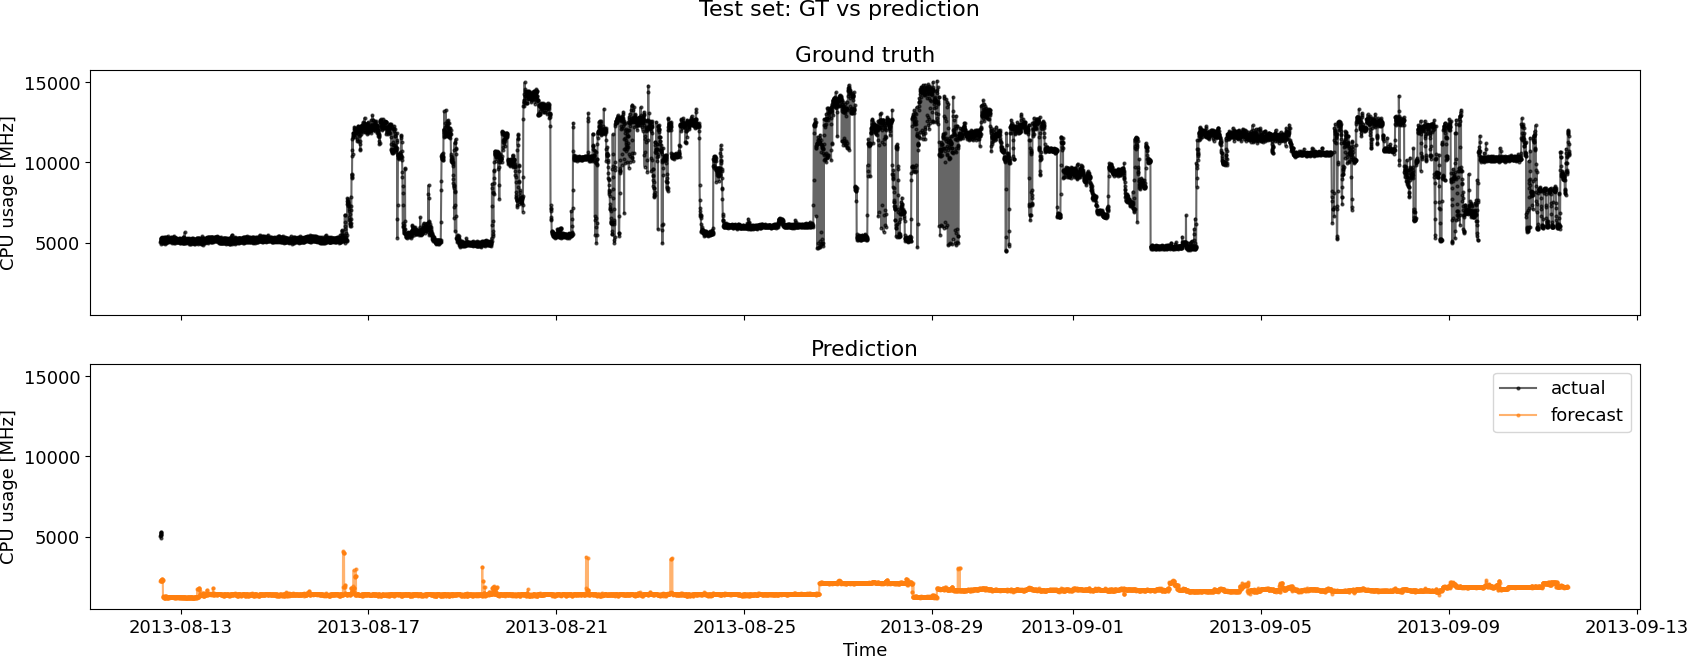 Test set: GT vs prediction
Ground truth
CPU usage [MHz]
15000
10000
5000
Prediction
CPU usage [MHz]
15000
10000
5000
actual
forecast
2013-08-13 2013-08-17 2013-08-21 2013-08-25 2013-08-29 2013-09-01 2013-09-05 2013-09-09 2013-09-13
Time